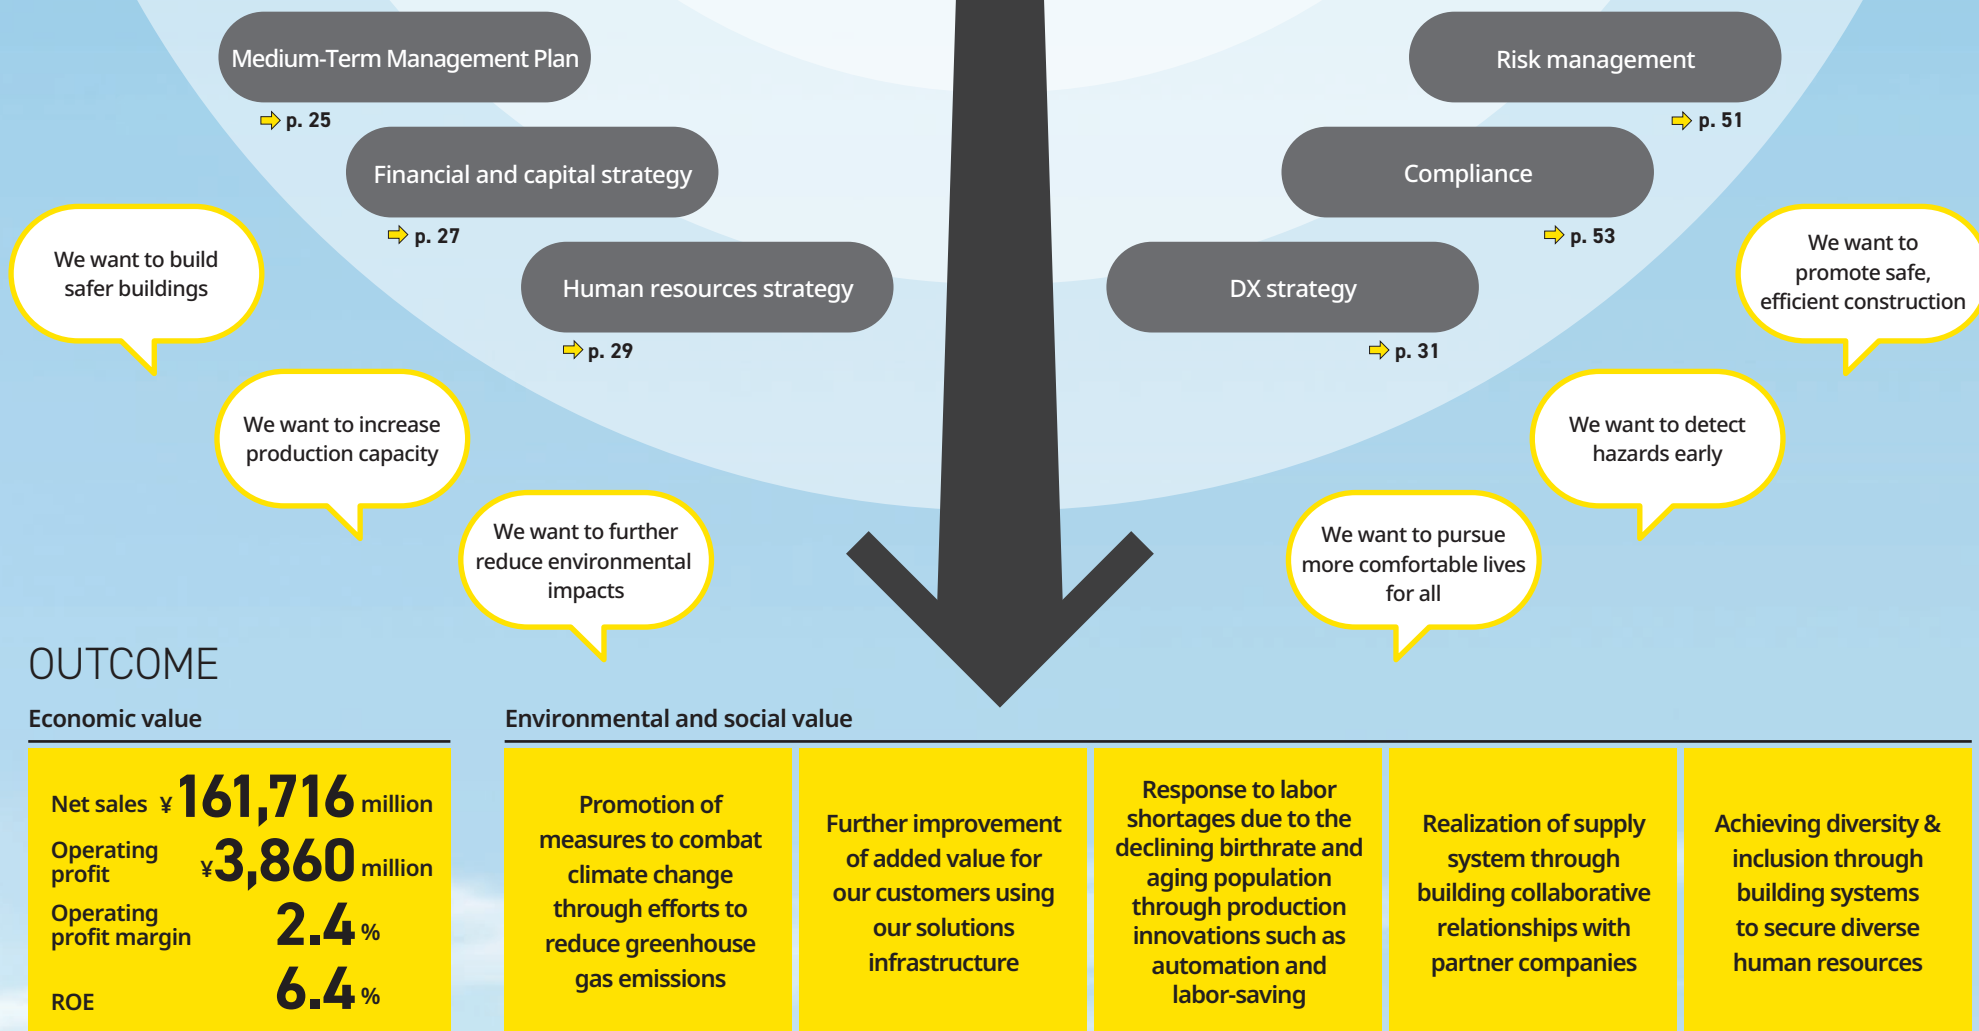 Medium-Term Management Plan
p. 25
Financial and capital strategy
p. 27
Human resources strategy
p. 29
Risk management
p. 51
Compliance
p. 53
DX strategy
p. 31
We want to build
safer buildings
We want to increase
production capacity
We want to further
reduce environmental
impacts
We want to
promote safe,
efficient construction
We want to detect
hazards early
We want to pursue
more comfortable lives
for all
OUTCOME
Economic value
Net sales ¥ 161,716 million
Operating
profit ¥3,860 million
Operating
profit margin 2.4 %
ROE 6.4 %
Environmental and social value
Promotion of
measures to combat
climate change
through efforts to
reduce greenhouse
gas emissions
Further improvement
of added value for
our customers using
our solutions
infrastructure
Response to labor
shortages due to the
declining birthrate and
aging population
through production
innovations such as
automation and
labor-saving
Realization of supply
system through
building collaborative
relationships with
partner companies
Achieving diversity &
inclusion through
building systems
to secure diverse
human resources